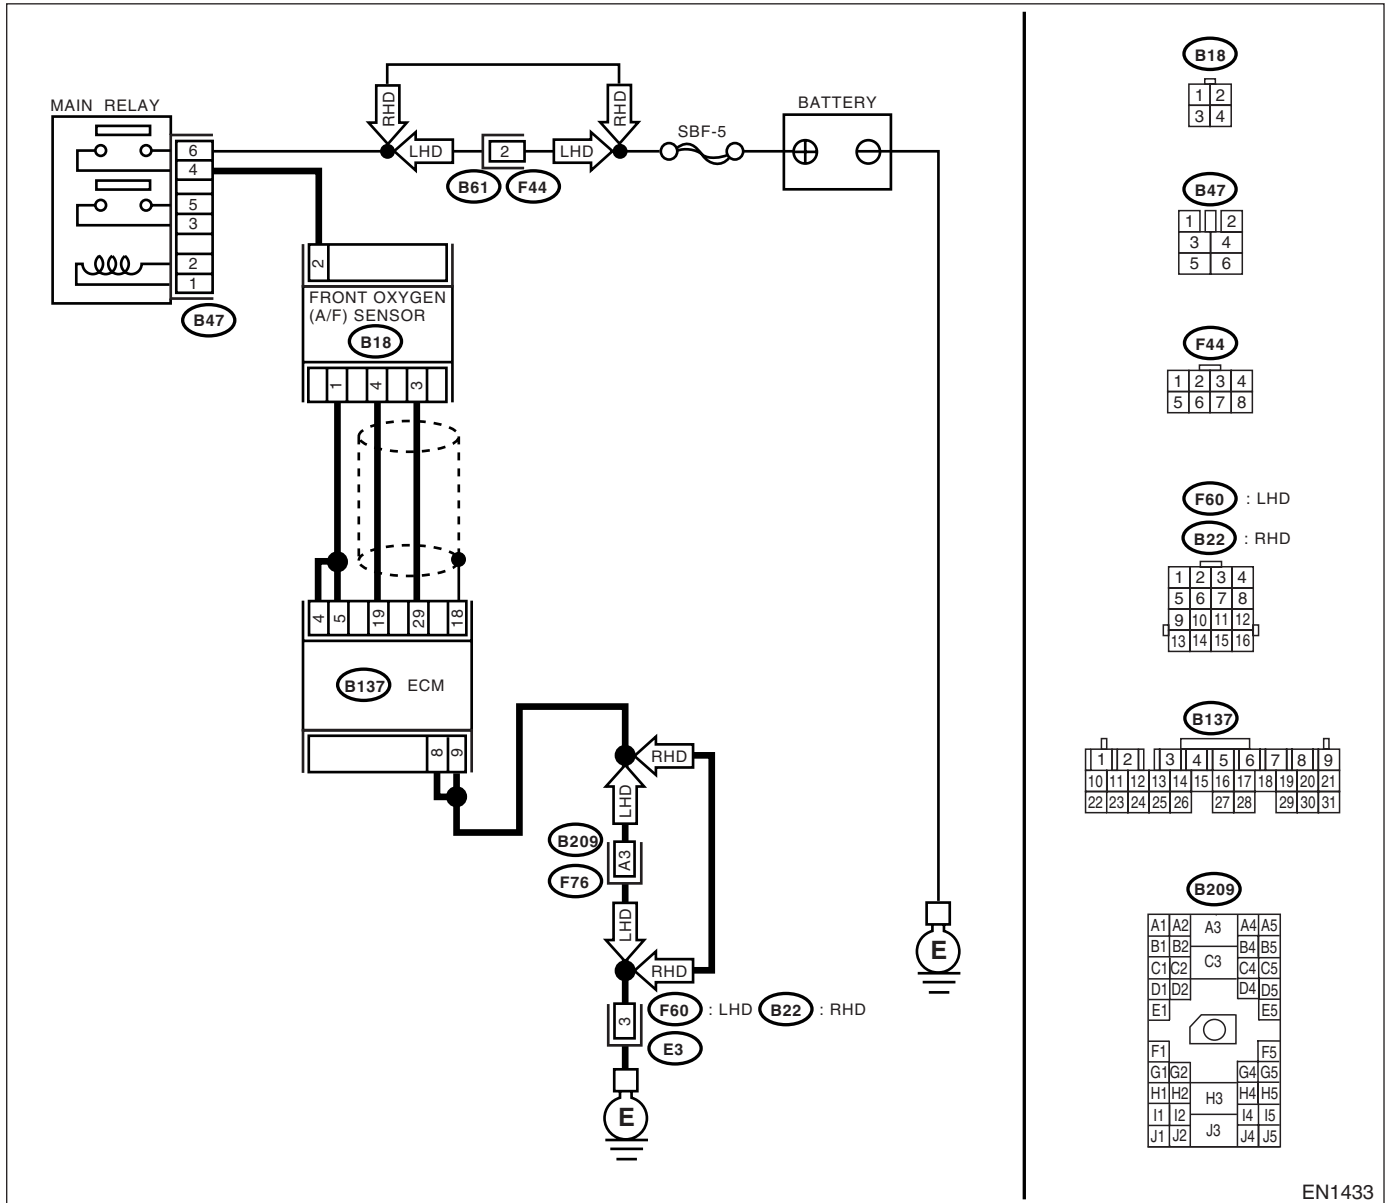 MAIN RELAY
6
4
5
3
2
1
B47
RHD
RHD
LHD
2
LHD
B61
F44
SBF-5
BATTERY
2
FRONT OXYGEN
(A/F) SENSOR
B18
1
4
3
4
5
19
29
18
B137
ECM
8
9
RHD
LHD
B209
A3
F76
LHD
RHD
F60 : LHD B22 : RHD
3
E3
E
E
B18
1 2
3 4
B47
1 2
3 4
5 6
F44
1 2 3 4
5 6 7 8
F60 : LHD
B22 : RHD
1 2 3 4
5 6 7 8
9 10 11 12
13 14 15 16
B137
1 2 3 4 5 6 7 8 9
10 11 12 13 14 15 16 17 18 19 20 21
22 23 24 25 26 27 28 29 30 31
B209
A1 A2 A3 A4 A5
B1 B2 B4 B5
C1 C2 C3 C4 C5
D1 D2 D4 D5
E1 E5
F1 F5
G1 G2 G4 G5
H1 H2 H3 H4 H5
I1 I2 I4 I5
J1 J2 J3 J4 J5
EN1433